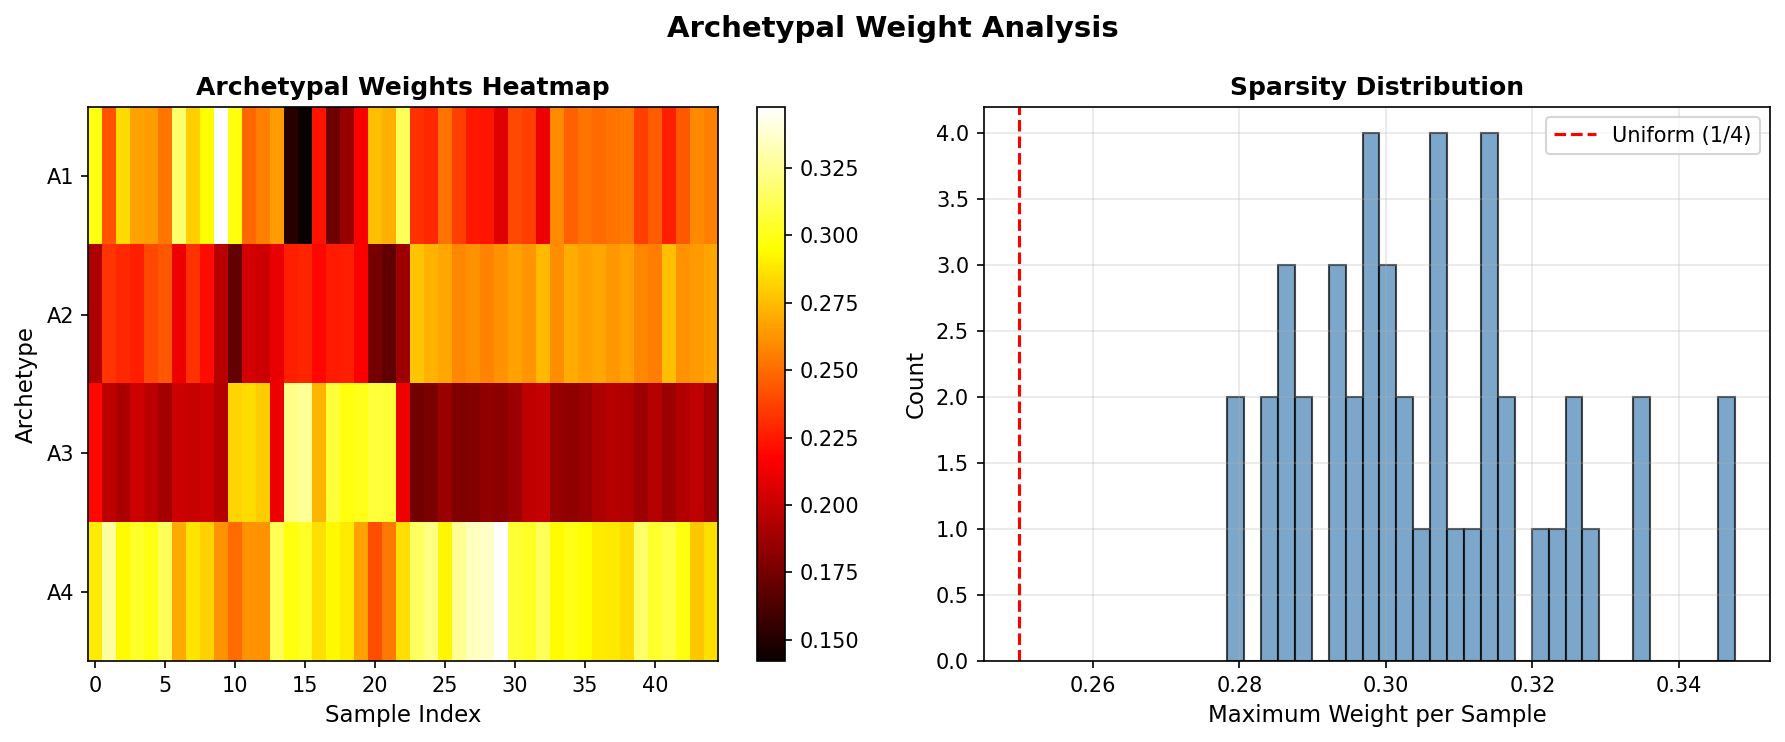 Archetypal Weight Analysis
Archetypal Weights Heatmap
A1
A2
A3
A4
Archetype
0 5 10 15 20 25 30 35 40
Sample Index
0.325
0.300
0.275
0.250
0.225
0.200
0.175
0.150
Sparsity Distribution
Uniform (1/4)
4.0
3.5
3.0
2.5
2.0
1.5
1.0
0.5
0.0
Count
0.26 0.28 0.30 0.32 0.34
Maximum Weight per Sample